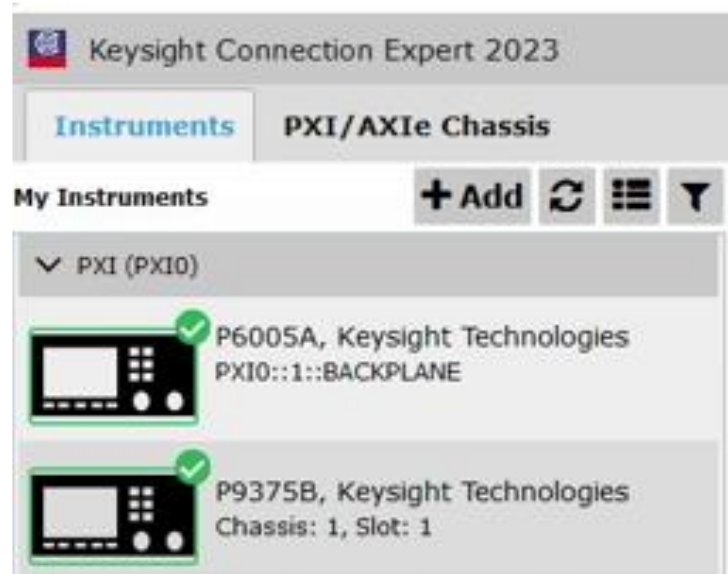 Keysight Connection Expert 2023
Instruments
PXI/AXIe Chassis
My Instruments
+ Add
PXI (PXI0)
P6005A, Keysight Technologies
PXI0::1::BACKPLANE
P9375B, Keysight Technologies
Chassis: 1, Slot: 1